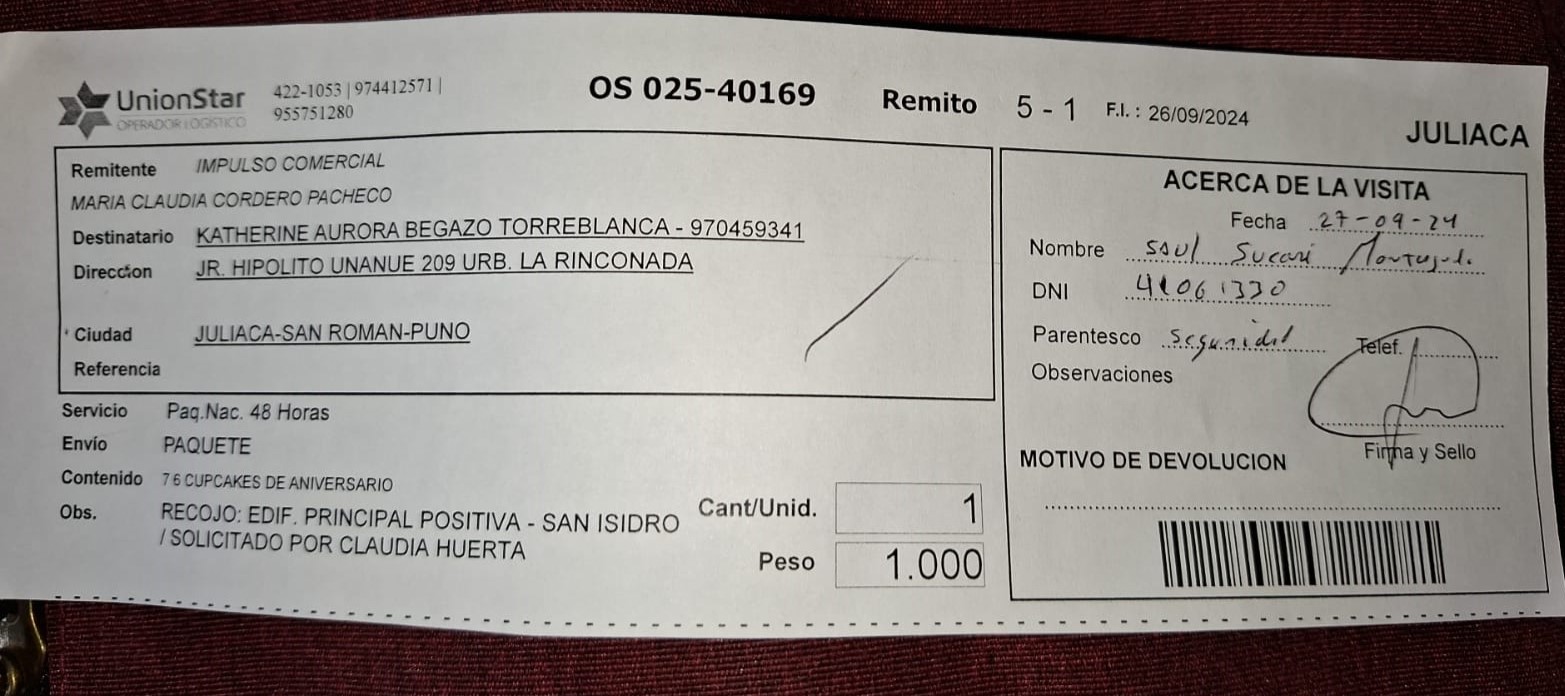 UnionStar
OPERADOR LOGÍSTICO
422-1053 | 974412571 |
955751280
OS 025-40169
Remito 5 - 1 F.I. : 26/09/2024
JULIACA
Remitente IMPULSO COMERCIAL
MARIA CLAUDIA CORDERO PACHECO
Destinatario KATHERINE AURORA BEGAZO TORREBLANCA - 970459341
Direccion JR. HIPOLITO UNANUE 209 URB. LA RINCONADA
Ciudad JULIACA-SAN ROMAN-PUNO
Referencia
Servicio Paq.Nac. 48 Horas
Envío PAQUETE
Contenido 76 CUPCAKES DE ANIVERSARIO
Obs. RECOJO: EDIF. PRINCIPAL POSITIVA - SAN ISIDRO
/ SOLICITADO POR CLAUDIA HUERTA
Cant/Unid. 1
Peso 1.000
ACERCA DE LA VISITA
Fecha 27-09-24
Nombre Saul Sucari
DNI 41061330
Parentesco Seguridad
Telef.
Observaciones
Firma y Sello
MOTIVO DE DEVOLUCION